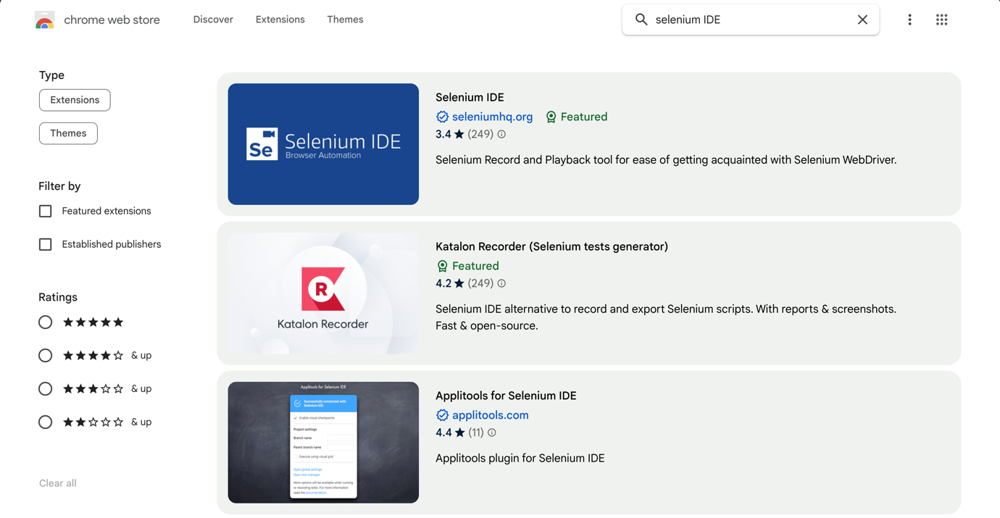 chrome web store
Discover
Extensions
Themes
selenium IDE
Type
Extensions
Themes
Filter by
Featured extensions
Established publishers
Ratings
& up
& up
& up
Clear all
Se Selenium IDE
Browser Automation
Selenium IDE
seleniumhq.org Featured
3.4 ★ (249)
Selenium Record and Playback tool for ease of getting acquainted with Selenium WebDriver.
R
Katalon Recorder
Katalon Recorder (Selenium tests generator)
Featured
4.2 ★ (249)
Selenium IDE alternative to record and export Selenium scripts. With reports & screenshots.
Fast & open-source.
Applitools for Selenium IDE
Successfully connected with
Selenium IDE.
Enable visual checkpoints
Project settings
Branch name
Parent branch name
Execute using visual grid
Open global settings
Open test manager
More options will be available when running
or recording tests. For more information
read the documentation.
Applitools for Selenium IDE
applitools.com
4.4 ★ (11)
Applitools plugin for Selenium IDE